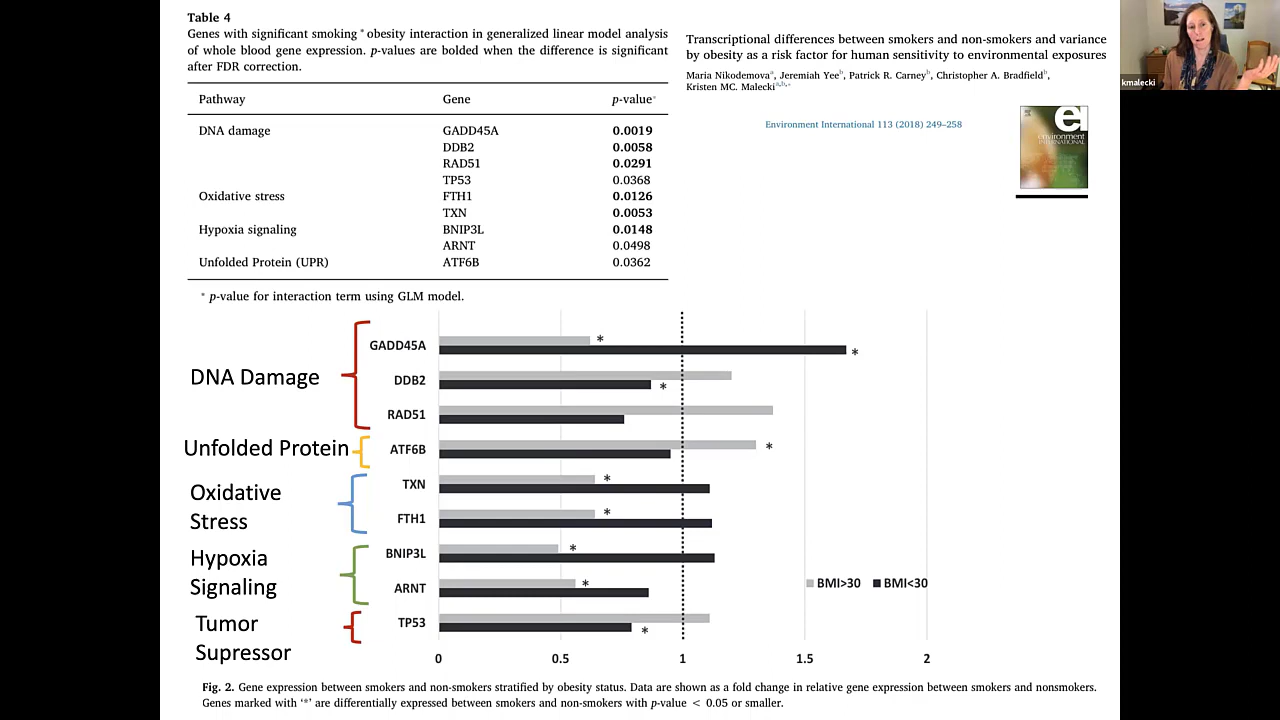 Table 4
Genes with significant smoking * obesity interaction in generalized linear model analysis
of whole blood gene expression. p-values are bolded when the difference is significant
after FDR correction.
Pathway Gene p-value*
DNA damage GADD45A 0.0019
DDB2 0.0058
RAD51 0.0291
TP53 0.0368
Oxidative stress FTH1 0.0126
TXN 0.0053
Hypoxia signaling BNIP3L 0.0148
ARNT 0.0498
Unfolded Protein (UPR) ATF6B 0.0362
* p-value for interaction term using GLM model.
Transcriptional differences between smokers and non-smokers and variance
by obesity as a risk factor for human sensitivity to environmental exposures
Maria Nikodemova, Jeremiah Yee, Patrick R. Carney, Christopher A. Bradfield,
Kristen MC. Malecki
Environment International 113 (2018) 249–258
e
environment
INTERNATIONAL
kmalecki
DNA Damage
Unfolded Protein
Oxidative
Stress
Hypoxia
Signaling
Tumor
Supressor
GADD45A * *
DDB2 *
RAD51
ATF6B *
TXN *
FTH1 *
BNIP3L *
ARNT *
TP53 *
BMI>30 BMI<30
0 0.5 1 1.5 2
Fig. 2. Gene expression between smokers and non-smokers stratified by obesity status. Data are shown as a fold change in relative gene expression between smokers and nonsmokers.
Genes marked with '*' are differentially expressed between smokers and non-smokers with p-value < 0.05 or smaller.